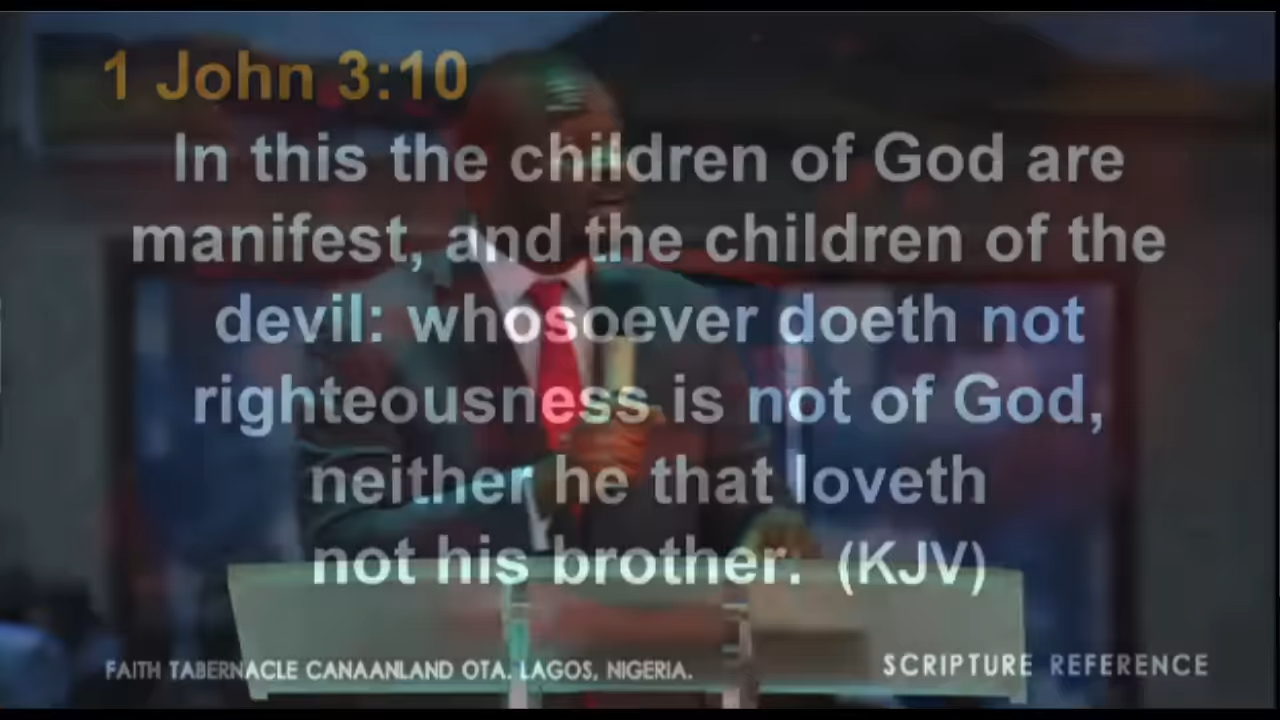 1 John 3:10
In this the children of God are
manifest, and the children of the
devil: whosoever doeth not
righteousness is not of God,
neither he that loveth
not his brother. (KJV)
FAITH TABERNACLE CANAANLAND OTA. LAGOS, NIGERIA.
SCRIPTURE REFERENCE